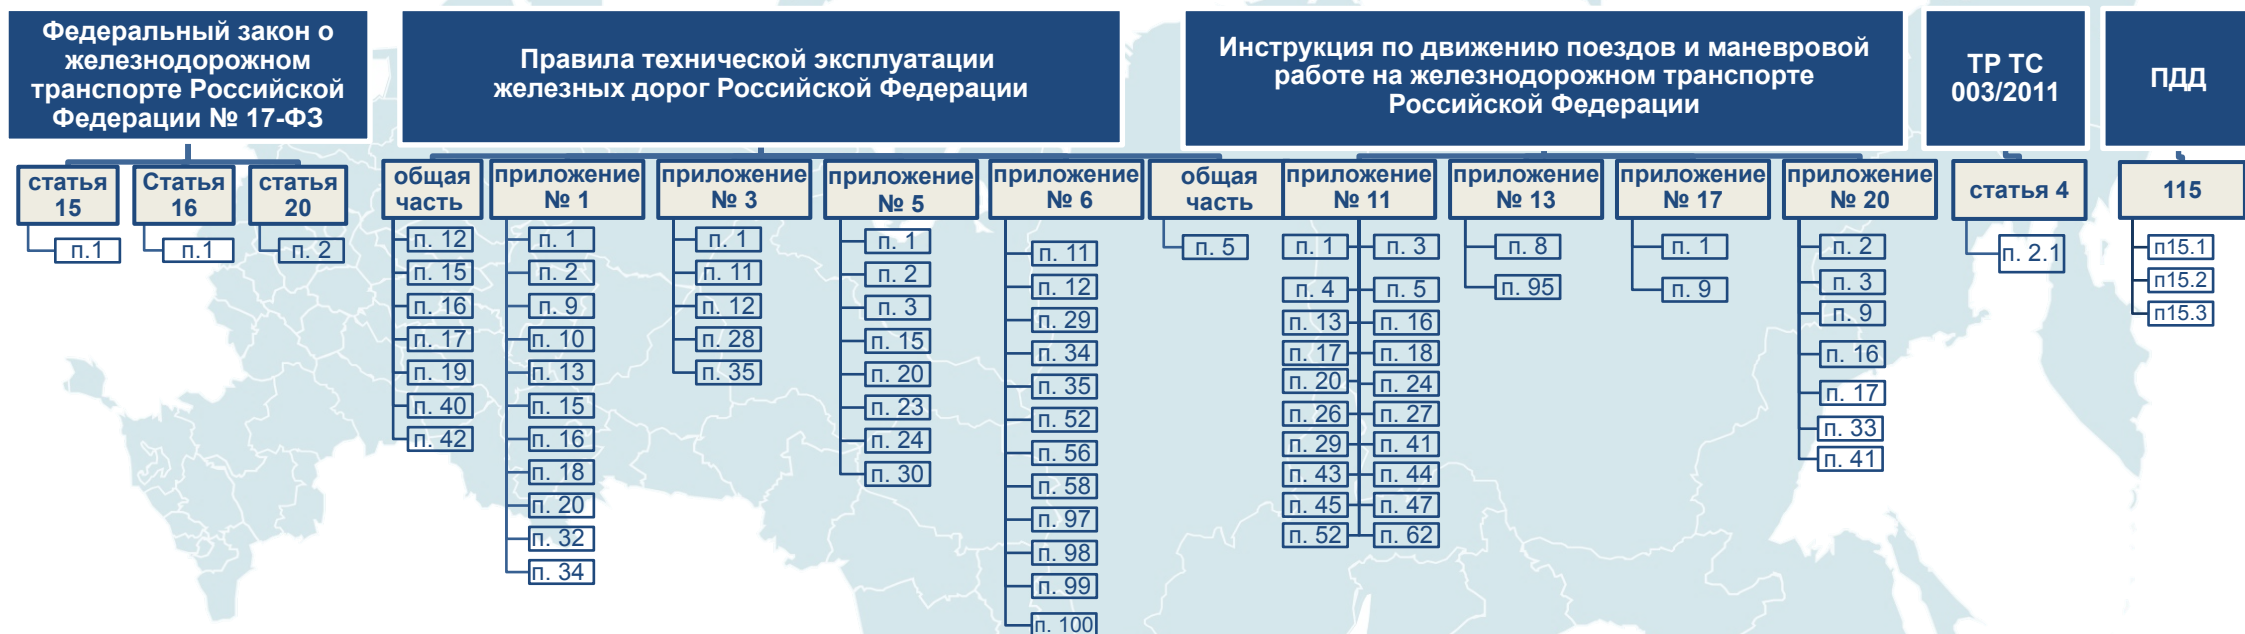 Федеральный закон о
железнодорожном
транспорте Российской
Федерации № 17-ФЗ
статья
15
п.1
Статья
16
п.1
статья
20
п. 2
Правила технической эксплуатации
железных дорог Российской Федерации
общая
часть
п. 12
п. 15
п. 16
п. 17
п. 19
п. 40
п. 42
приложение
№ 1
п. 1
п. 2
п. 9
п. 10
п. 13
п. 15
п. 16
п. 18
п. 20
п. 32
п. 34
приложение
№ 3
п. 1
п. 11
п. 12
п. 28
п. 35
приложение
№ 5
п. 1
п. 2
п. 3
п. 15
п. 20
п. 23
п. 24
п. 30
приложение
№ 6
п. 11
п. 12
п. 29
п. 34
п. 35
п. 52
п. 56
п. 58
п. 97
п. 98
п. 99
п. 100
общая
часть
п. 5
Инструкция по движению поездов и маневровой
работе на железнодорожном транспорте
Российской Федерации
приложение
№ 11
п. 1
п. 3
п. 4
п. 5
п. 13
п. 16
п. 17
п. 18
п. 20
п. 24
п. 26
п. 27
п. 29
п. 41
п. 43
п. 44
п. 45
п. 47
п. 52
п. 62
приложение
№ 13
п. 8
п. 95
приложение
№ 17
п. 1
п. 9
приложение
№ 20
п. 2
п. 3
п. 9
п. 16
п. 17
п. 33
п. 41
ТР ТС
003/2011
статья 4
п. 2.1
ПДД
115
п15.1
п15.2
п15.3